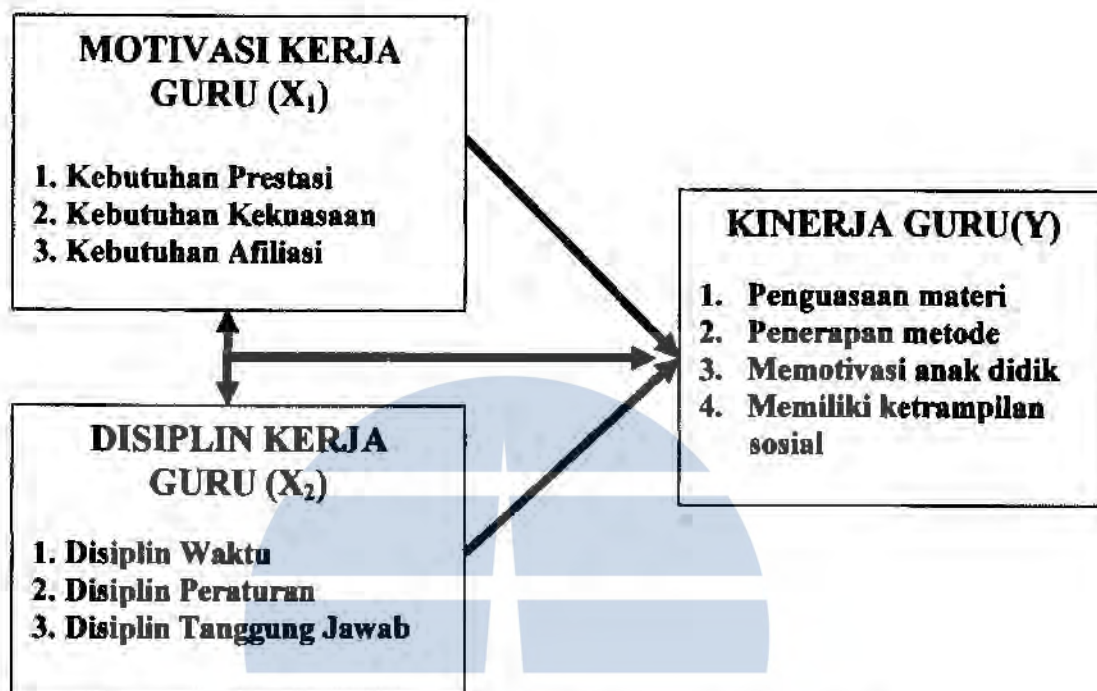 MOTIVASI KERJA
GURU (X₁)
1. Kebutuhan Prestasi
2. Kebutuhan Kekuasaan
3. Kebutuhan Afiliasi
DISIPLIN KERJA
GURU (X₂)
1. Disiplin Waktu
2. Disiplin Peraturan
3. Disiplin Tanggung Jawab
KINERJA GURU(Y)
1. Penguasaan materi
2. Penerapan metode
3. Memotivasi anak didik
4. Memiliki ketrampilan
sosial